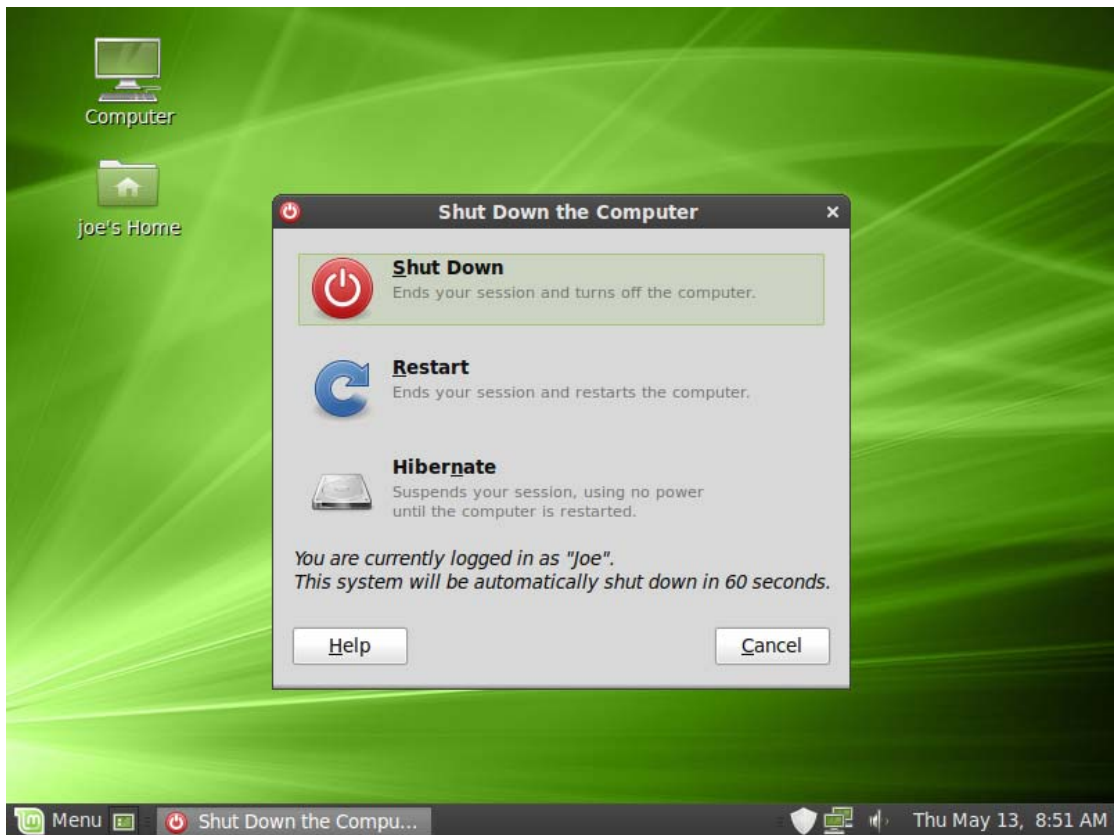 Computer
joe's Home
Shut Down the Computer
Shut Down
Ends your session and turns off the computer.
Restart
Ends your session and restarts the computer.
Hibernate
Suspends your session, using no power
until the computer is restarted.
You are currently logged in as "Joe".
This system will be automatically shut down in 60 seconds.
Help
Cancel
Menu
Shut Down the Compu...
Thu May 13, 8:51 AM